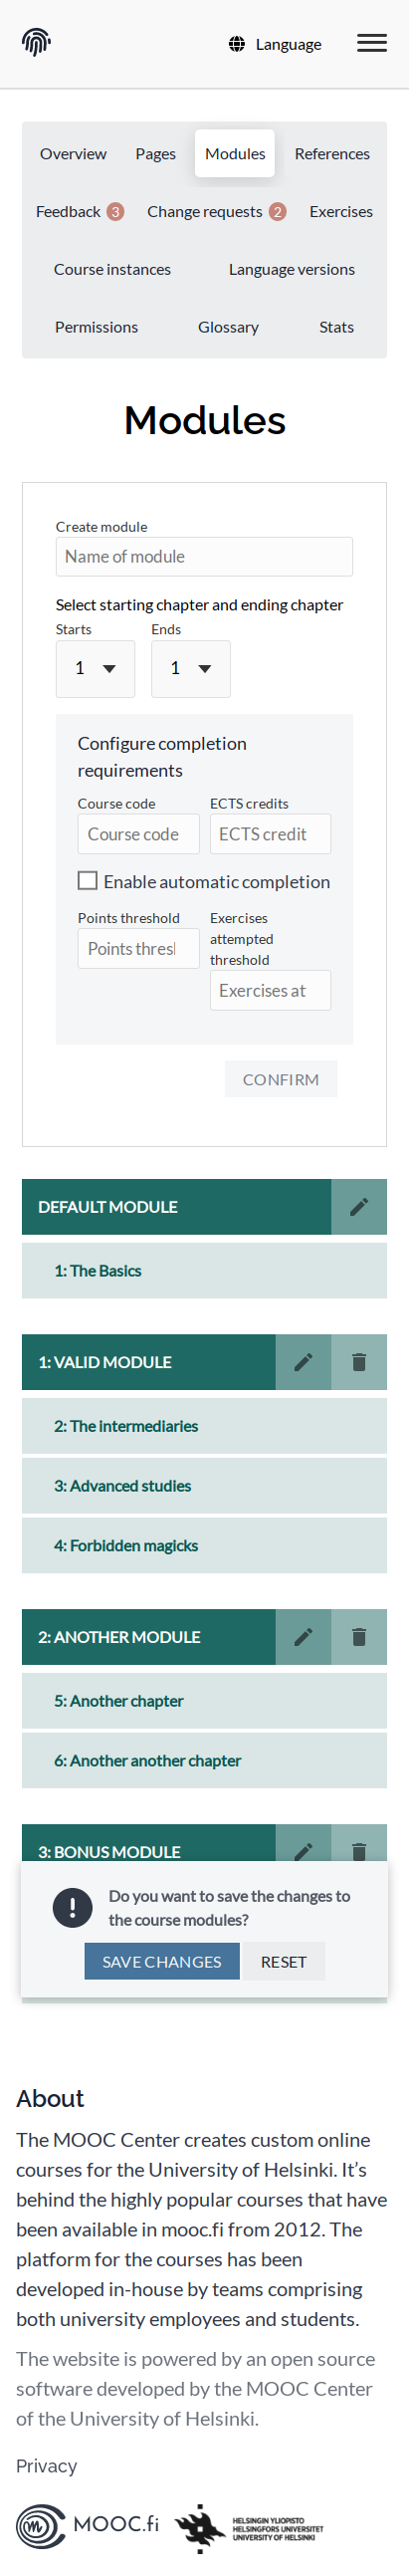 Language
Overview Pages Modules References
Feedback 3 Change requests 2 Exercises
Course instances Language versions
Permissions Glossary Stats
Modules
Create module
Name of module
Select starting chapter and ending chapter
Starts Ends
1 1
Configure completion
requirements
Course code ECTS credits
Course code ECTS credit
Enable automatic completion
Points threshold Exercises
attempted
threshold
Points thresh
Exercises at
CONFIRM
DEFAULT MODULE
1: The Basics
1: VALID MODULE
2: The intermediaries
3: Advanced studies
4: Forbidden magicks
2: ANOTHER MODULE
5: Another chapter
6: Another another chapter
3: BONUS MODULE
Do you want to save the changes to
the course modules?
SAVE CHANGES RESET
About
The MOOC Center creates custom online
courses for the University of Helsinki. It’s
behind the highly popular courses that have
been available in mooc.fi from 2012. The
platform for the courses has been
developed in-house by teams comprising
both university employees and students.
The website is powered by an open source
software developed by the MOOC Center
of the University of Helsinki.
Privacy
MOOC.fi
HELSINGIN YLIOPISTO
HELSINGFORS UNIVERSITET
UNIVERSITY OF HELSINKI